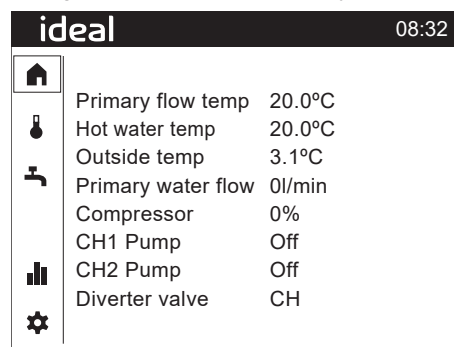 ideal 08:32
Primary flow temp 20.0ºC
Hot water temp 20.0ºC
Outside temp 3.1ºC
Primary water flow 0l/min
Compressor 0%
CH1 Pump Off
CH2 Pump Off
Diverter valve CH